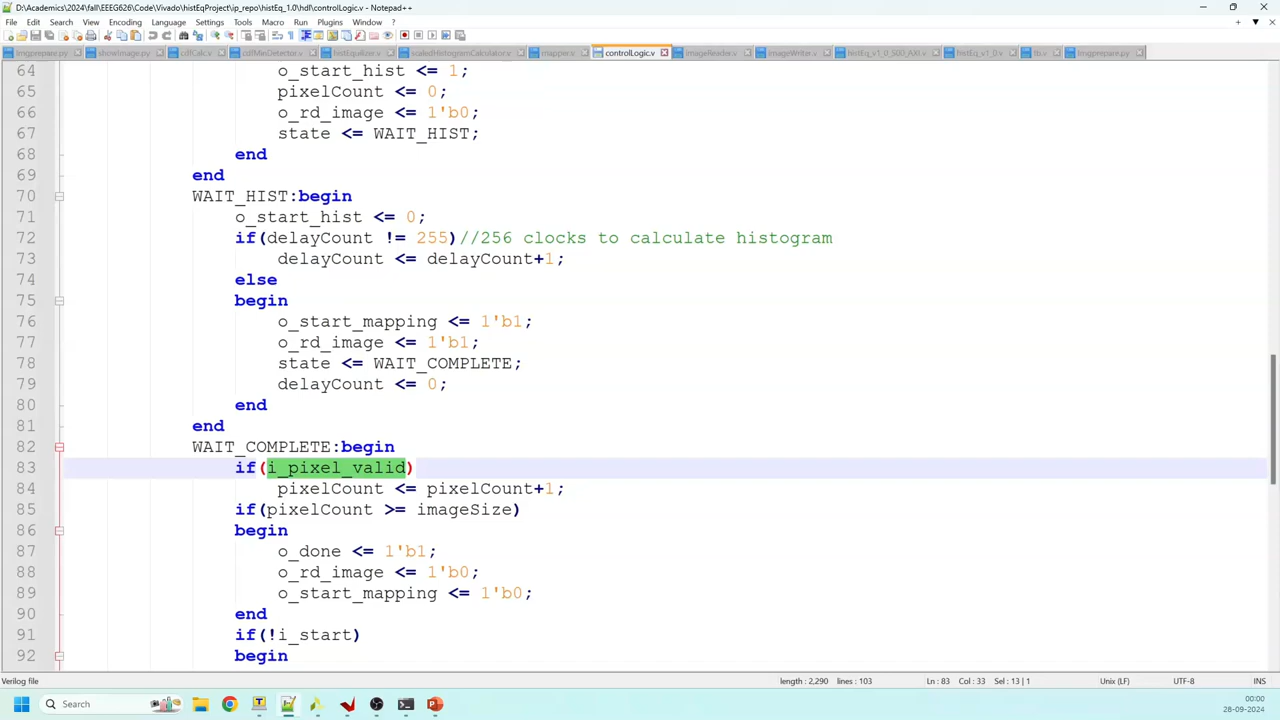 D:\Academics\2024\fall\EEEG626\Code\Vivado\histEqProject\ip_repo\histEq_1.0\hdl\controlLogic.v - Notepad++
File Edit Search View Encoding Language Settings Tools Macro Run Plugins Window ?
imgprepare.py showImage.py cdfCalc.v cdfMinDetector.v histEqulizer.v scaledHistogramCalculator.v mapper.v controlLogic.v imageReader.v imageWriter.v histEq_v1_0_S00_AXI.v histEq_v1_0.v tb.v imgprepare.py
64 o_start_hist <= 1;
65 pixelCount <= 0;
66 o_rd_image <= 1'b0;
67 state <= WAIT_HIST;
68 end
69 end
70 WAIT_HIST:begin
71 o_start_hist <= 0;
72 if(delayCount != 255)//256 clocks to calculate histogram
73 delayCount <= delayCount+1;
74 else
75 begin
76 o_start_mapping <= 1'b1;
77 o_rd_image <= 1'b1;
78 state <= WAIT_COMPLETE;
79 delayCount <= 0;
80 end
81 end
82 WAIT_COMPLETE:begin
83 if(i_pixel_valid)
84 pixelCount <= pixelCount+1;
85 if(pixelCount >= imageSize)
86 begin
87 o_done <= 1'b1;
88 o_rd_image <= 1'b0;
89 o_start_mapping <= 1'b0;
90 end
91 if(!i_start)
92 begin
Verilog file length : 2,290 lines : 103 Ln : 83 Col : 33 Sel : 13 | 1 Unix (LF) UTF-8 INS
Search
00:00
28-09-2024